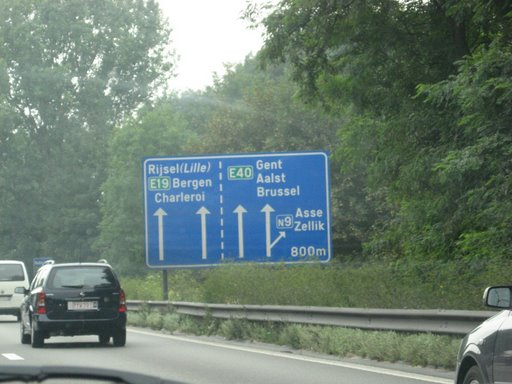 Rijsel(Lille)
E19 Bergen
Charleroi
E40 Gent
Aalst
Brussel
N9 Asse
Zellik
800m